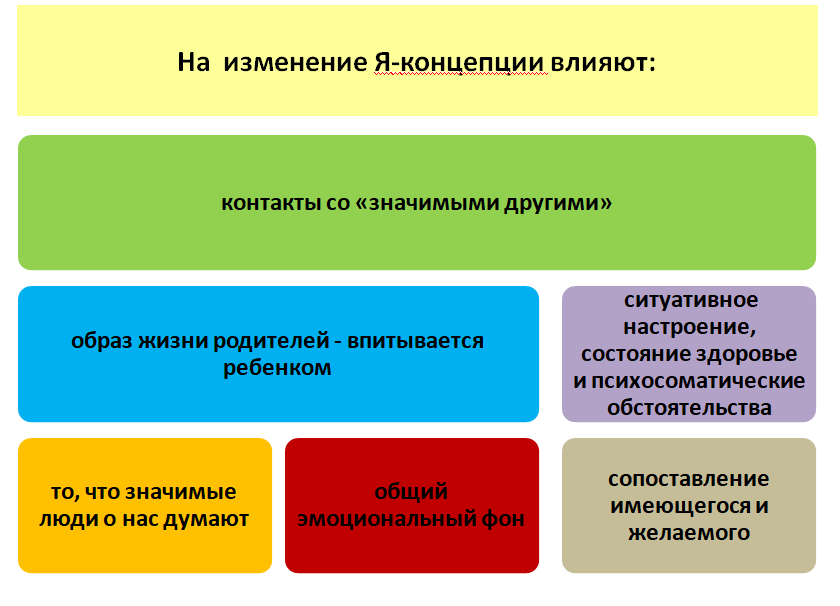 На  изменение Я-концепции влияют:
контакты со «значимыми другими»
образ жизни родителей - впитывается
ребенком
ситуативное
настроение,
состояние здоровье
и психосоматические
обстоятельства
то, что значимые
люди о нас думают
общий
эмоциональный фон
сопоставление
имеющегося и
желаемого